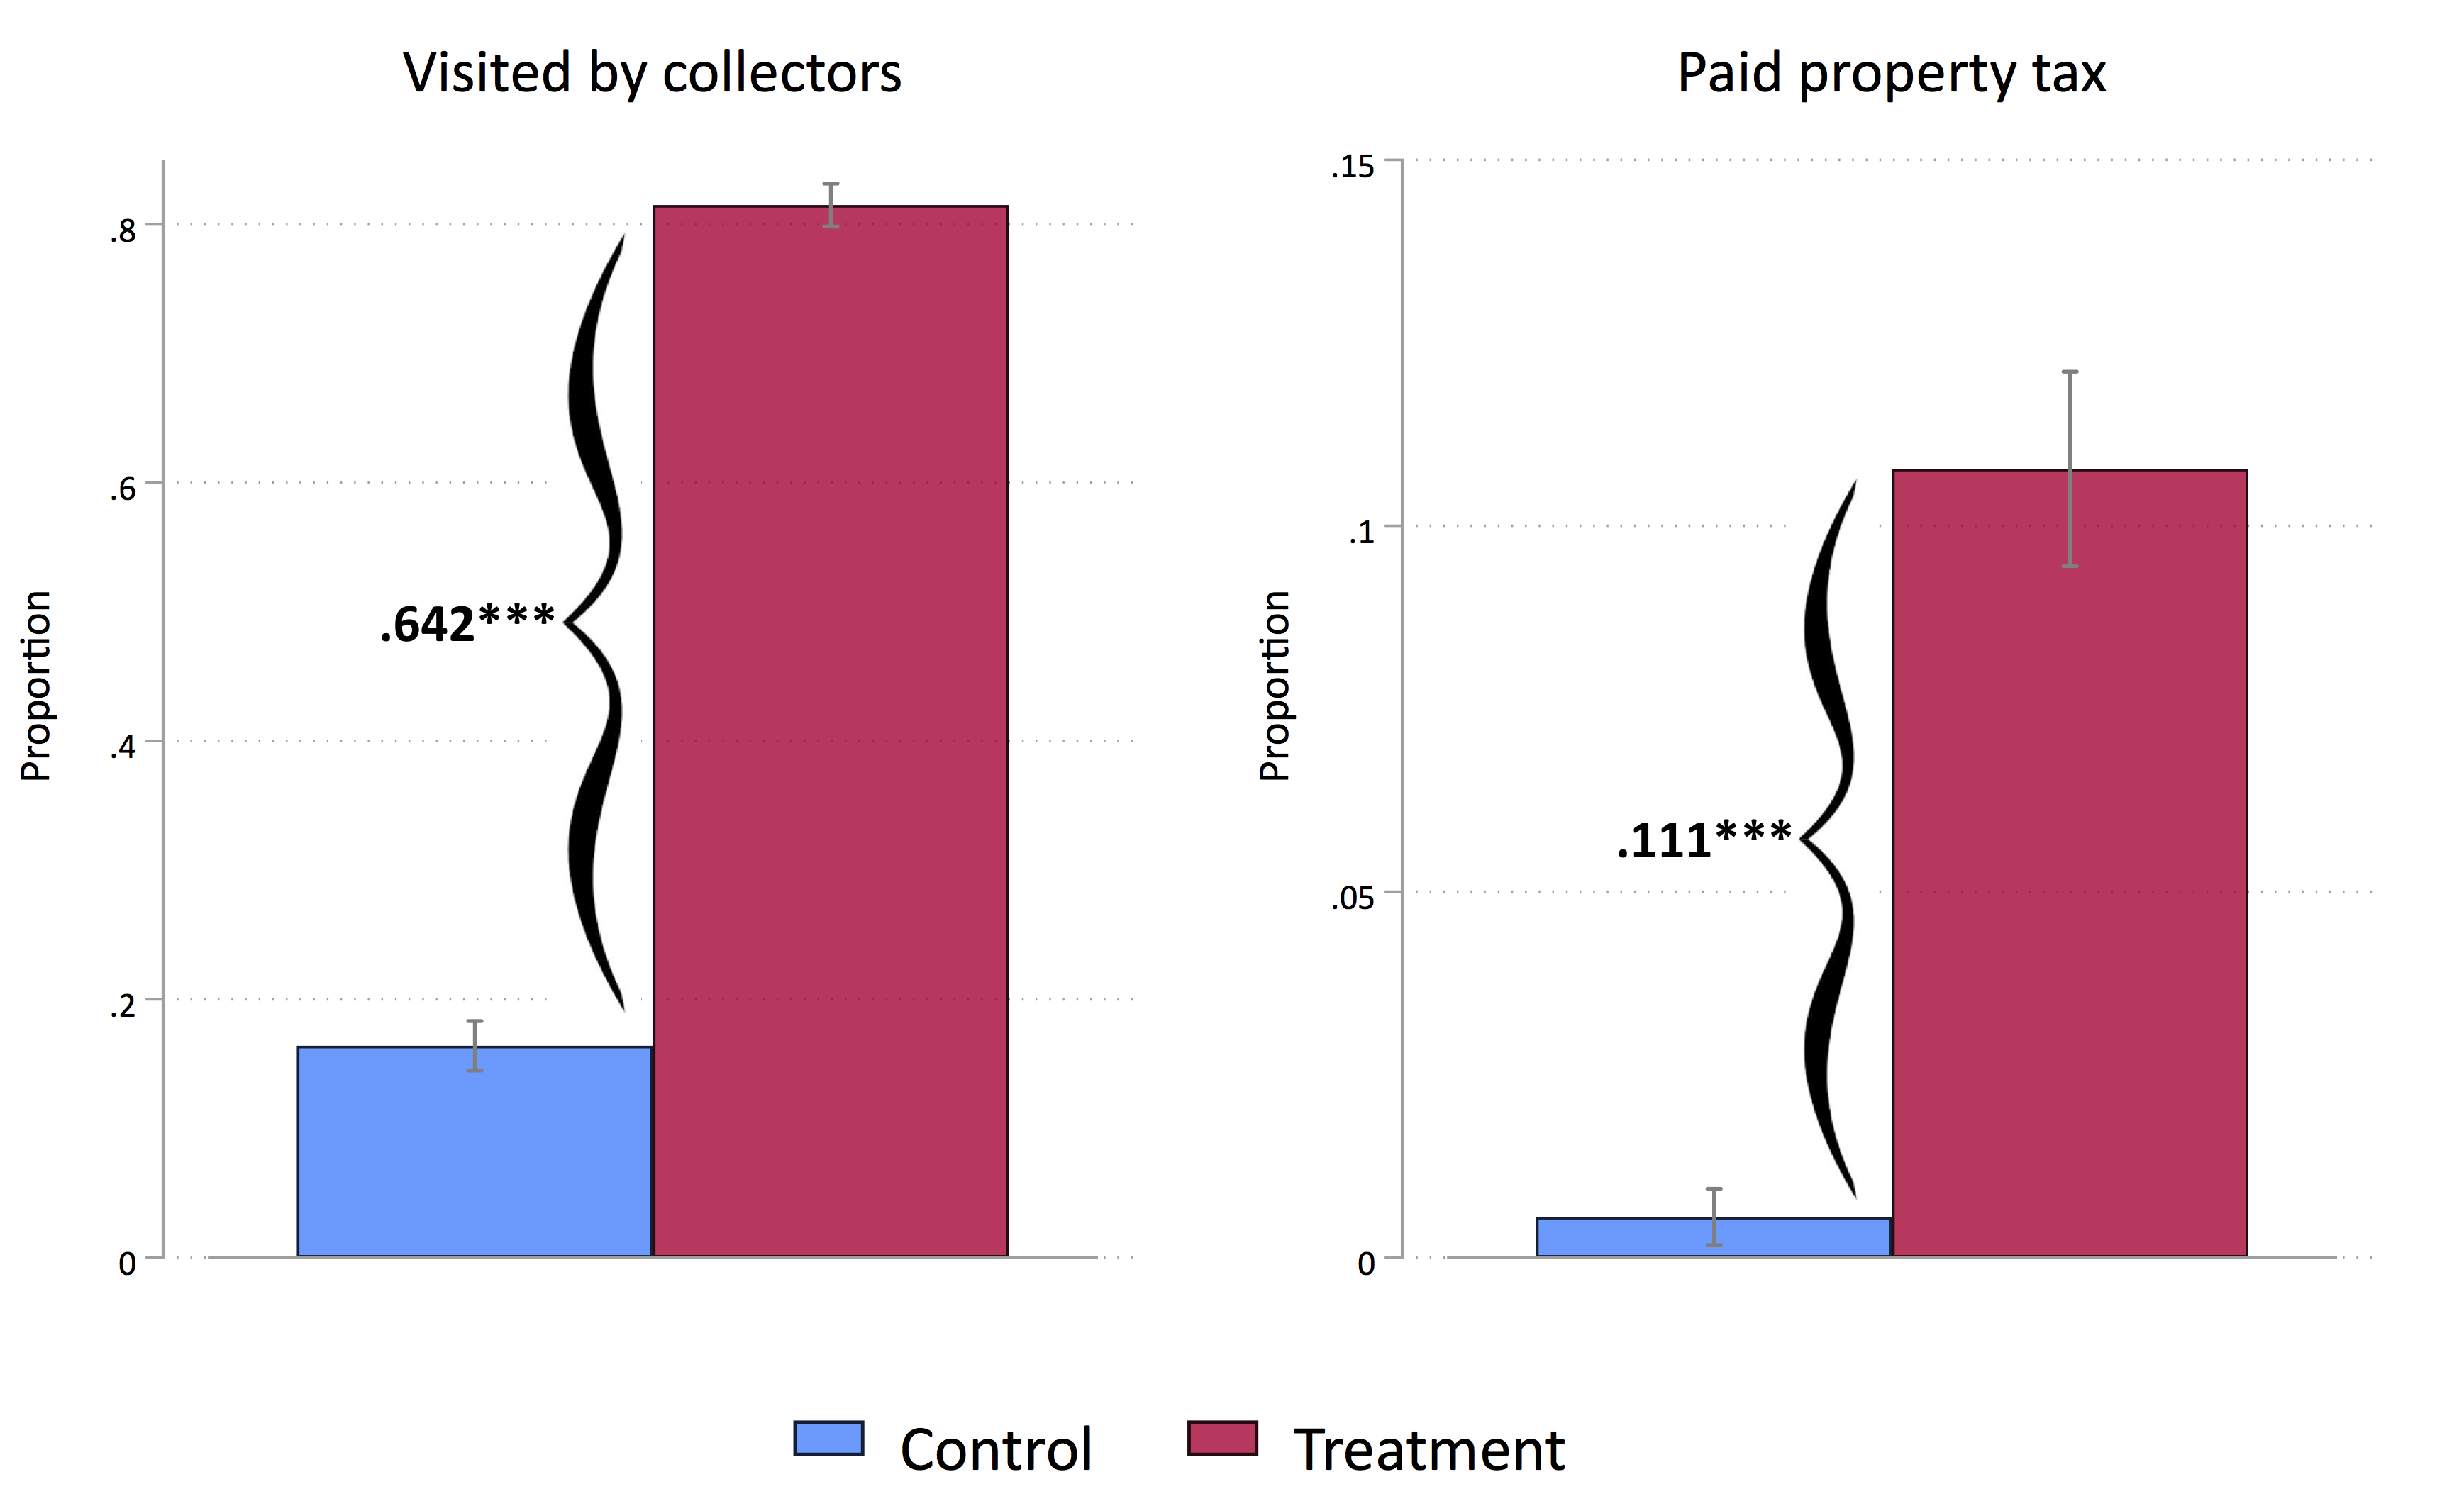 Visited by collectors
Proportion
.8
.6
.4
.2
0
.642***
Paid property tax
Proportion
.15
.1
.05
0
.111***
Control
Treatment